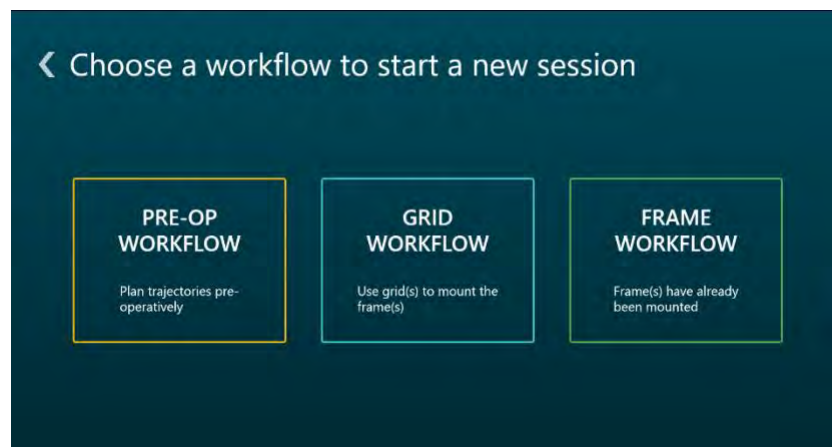 Choose a workflow to start a new session
PRE-OP
WORKFLOW
Plan trajectories pre-
operatively
GRID
WORKFLOW
Use grid(s) to mount the
frame(s)
FRAME
WORKFLOW
Frame(s) have already
been mounted